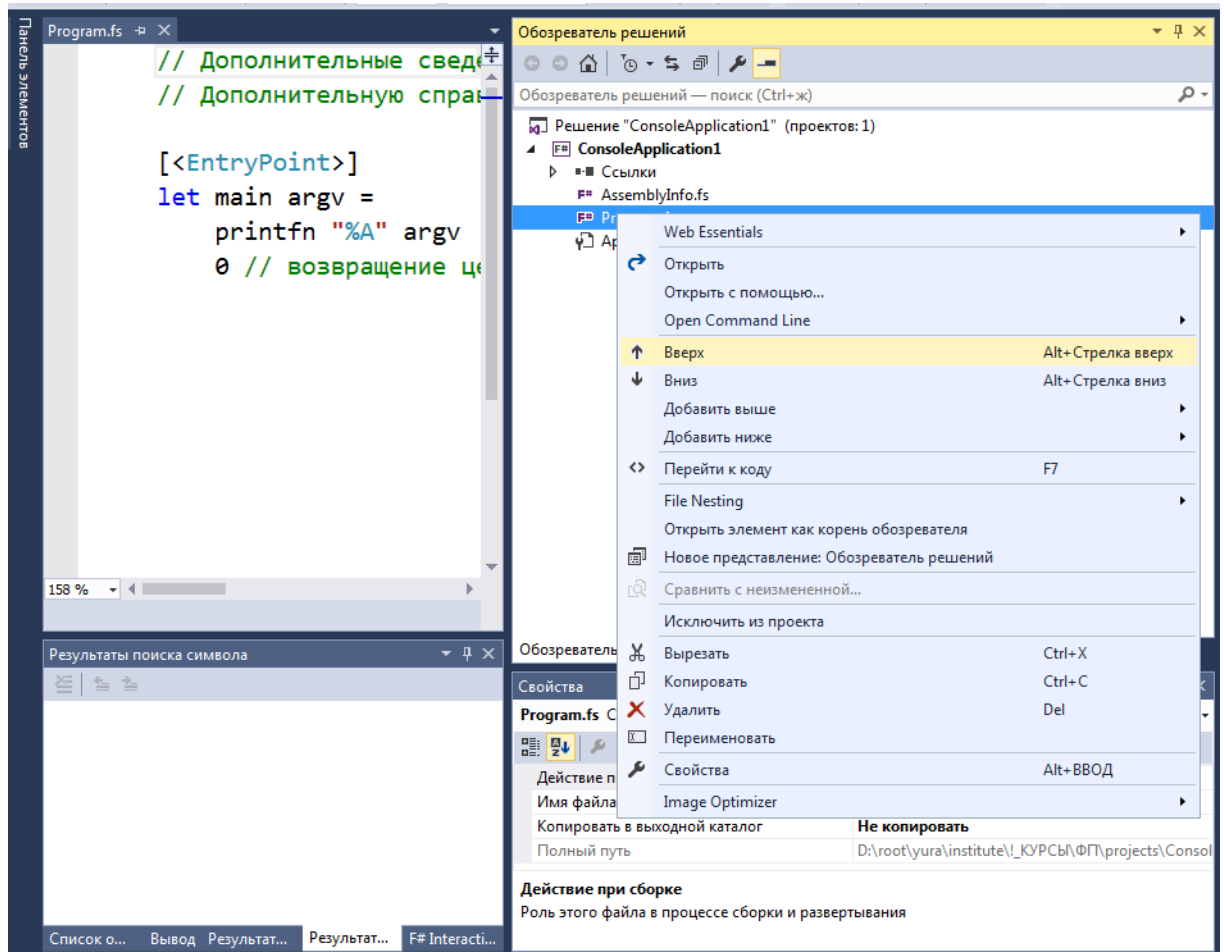 Панель элементов
Program.fs
// Дополнительные
// Дополнительную
[<EntryPoint>]
let main argv =
printfn "%A" argv
0 // возвращение
158 %
Результаты поиска символа
Список о...
Вывод
Результат...
Результат...
F# Interacti...
Обозреватель решений
Обозреватель решений — поиск (Ctrl+ж)
Решение "ConsoleApplication1" (проектов: 1)
F# ConsoleApplication1
Ссылки
F# AssemblyInfo.fs
F# Pr
Ap
Web Essentials
Открыть
Открыть с помощью...
Open Command Line
Вверх Alt+Стрелка вверх
Вниз Alt+Стрелка вниз
Добавить выше
Добавить ниже
Перейти к коду F7
File Nesting
Открыть элемент как корень обозревателя
Новое представление: Обозреватель решений
Сравнить с неизмененной...
Исключить из проекта
Вырезать Ctrl+X
Копировать Ctrl+C
Удалить Del
Переименовать
Свойства Alt+ВВОД
Image Optimizer
Обозреватель
Свойства
Program.fs
Действие
Имя файла
Копировать в выходной каталог Не копировать
Полный путь D:\root\yura\institute\!_КУРСЫ\ФП\projects\Consol
Действие при сборке
Роль этого файла в процессе сборки и развертывания